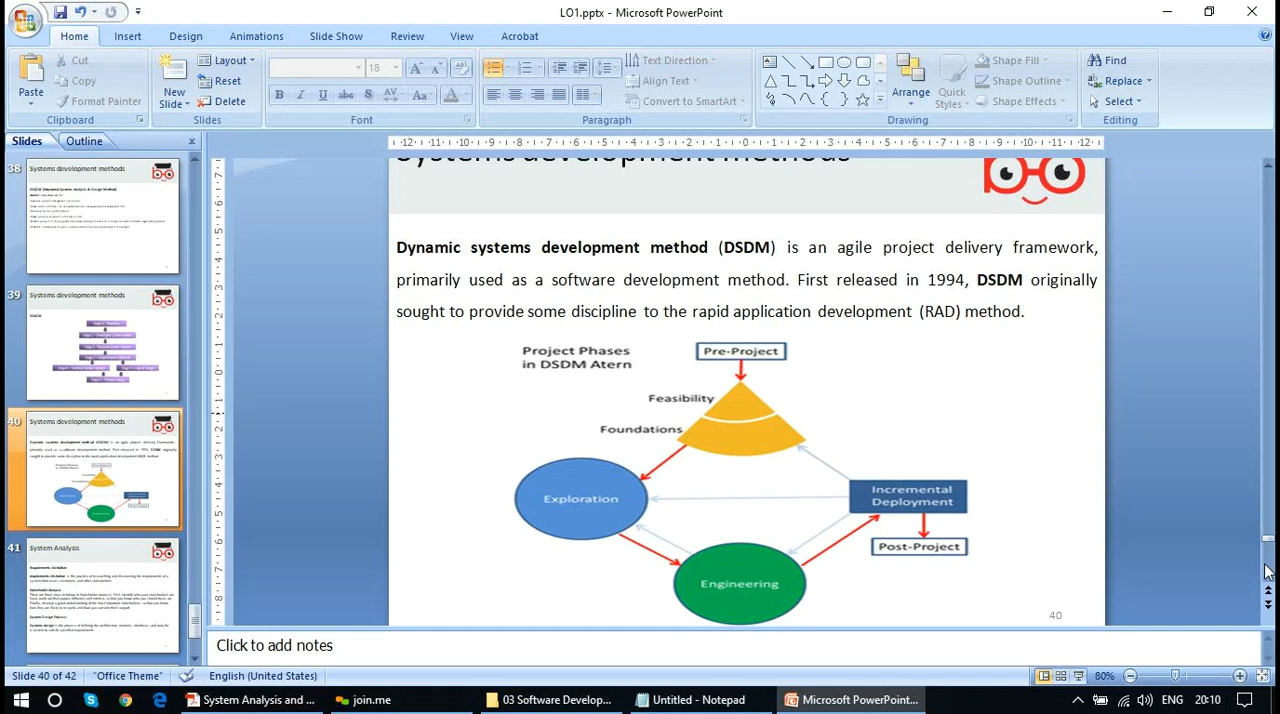 LO1.pptx - Microsoft PowerPoint
Home Insert Design Slide Show Animations Review View Acrobat
Paste
Cut
Copy
Format Painter
Clipboard
New
Slide
Layout
Reset
Delete
Slides
18
B I U abc S AV Aa A
Font
Text Direction
Align Text
Convert to SmartArt
Paragraph
Arrange
Quick
Styles
Shape Fill
Shape Outline
Shape Effects
Drawing
Find
Replace
Select
Editing
Slides Outline
38
Systems development methods
39
Systems development methods
40
Systems development methods
41
System Analysis
Systems development methods
Dynamic systems development method (DSDM) is an agile project delivery framework,
primarily used as a software development method. First released in 1994, DSDM originally
sought to provide some discipline to the rapid application development (RAD) method.
Project Phases
in DSDM Atern
Pre-Project
Feasibility
Foundations
Exploration
Incremental
Deployment
Post-Project
Engineering
40
Click to add notes
Slide 40 of 42 "Office Theme" English (United States) 80%
System Analysis and ... join.me 03 Software Develop... Untitled - Notepad Microsoft PowerPoint... ENG 20:10